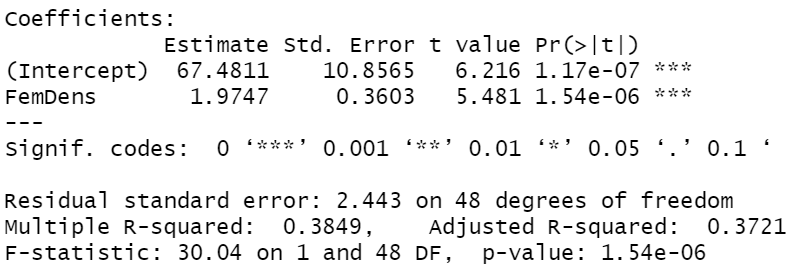 Coefficients:
Estimate Std. Error t value Pr(>|t|)
(Intercept) 67.4811 10.8565 6.216 1.17e-07 ***
FemDens 1.9747 0.3603 5.481 1.54e-06 ***
---
Signif. codes: 0 ‘***’ 0.001 ‘**’ 0.01 ‘*’ 0.05 ‘.’ 0.1 ‘
Residual standard error: 2.443 on 48 degrees of freedom
Multiple R-squared: 0.3849, Adjusted R-squared: 0.3721
F-statistic: 30.04 on 1 and 48 DF, p-value: 1.54e-06